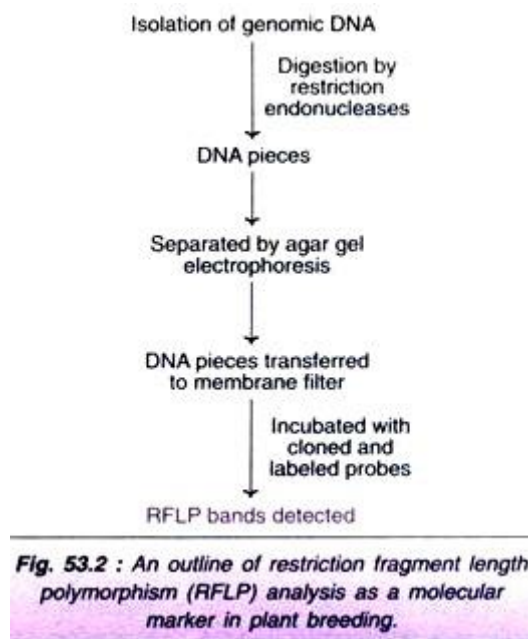 Isolation of genomic DNA
Digestion by
restriction
endonucleases
DNA pieces
Separated by agar gel
electrophoresis
DNA pieces transferred
to membrane filter
Incubated with
cloned and
labeled probes
RFLP bands detected
Fig. 53.2 : An outline of restriction fragment length
polymorphism (RFLP) analysis as a molecular
marker in plant breeding.